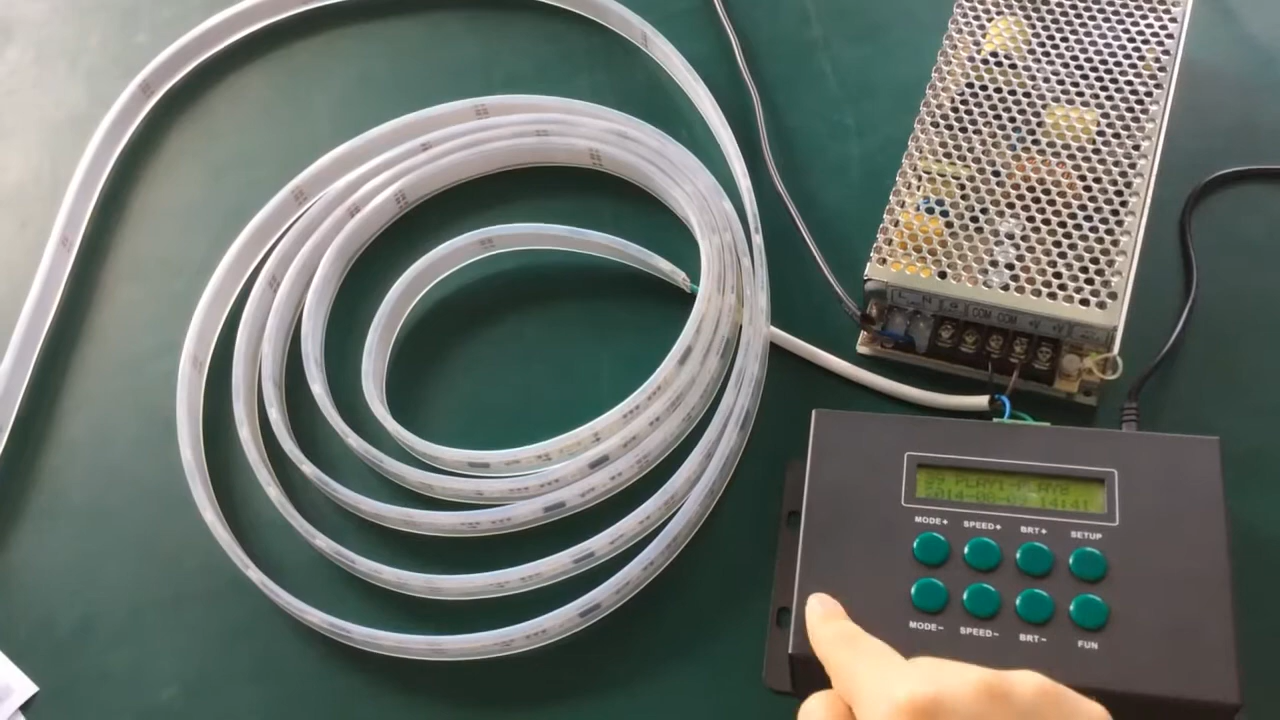 L N G COM COM +V +V
MODE+ SPEED+ BRT+ SETUP
MODE- SPEED- BRT- FUN